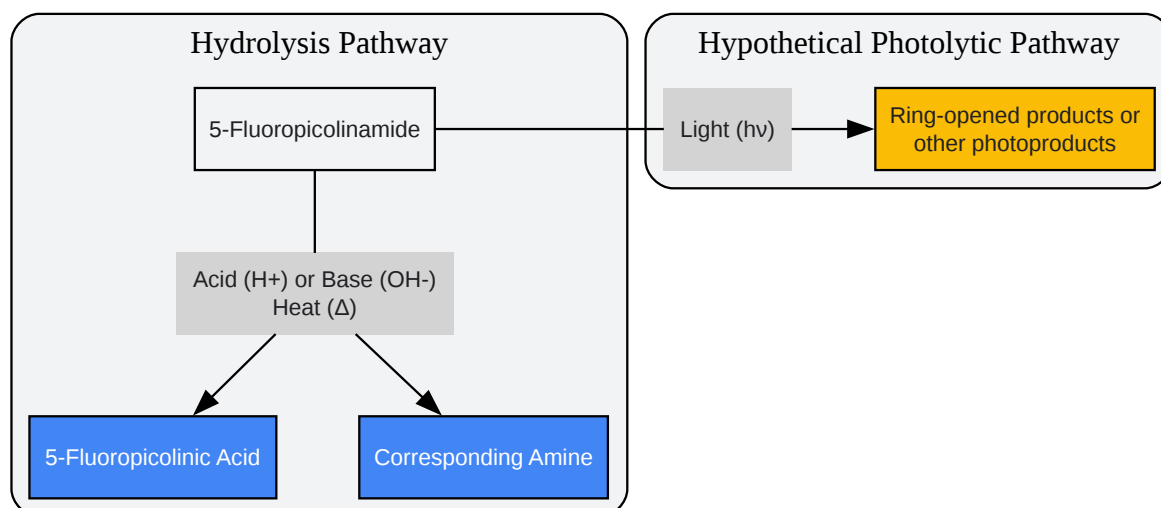 Hydrolysis Pathway
Hypothetical Photolytic Pathway
5-Fluoropicolinamide
Light (hν)
Ring-opened products or
other photoproducts
Acid (H+) or Base (OH-)
Heat (Δ)
5-Fluoropicolinic Acid
Corresponding Amine